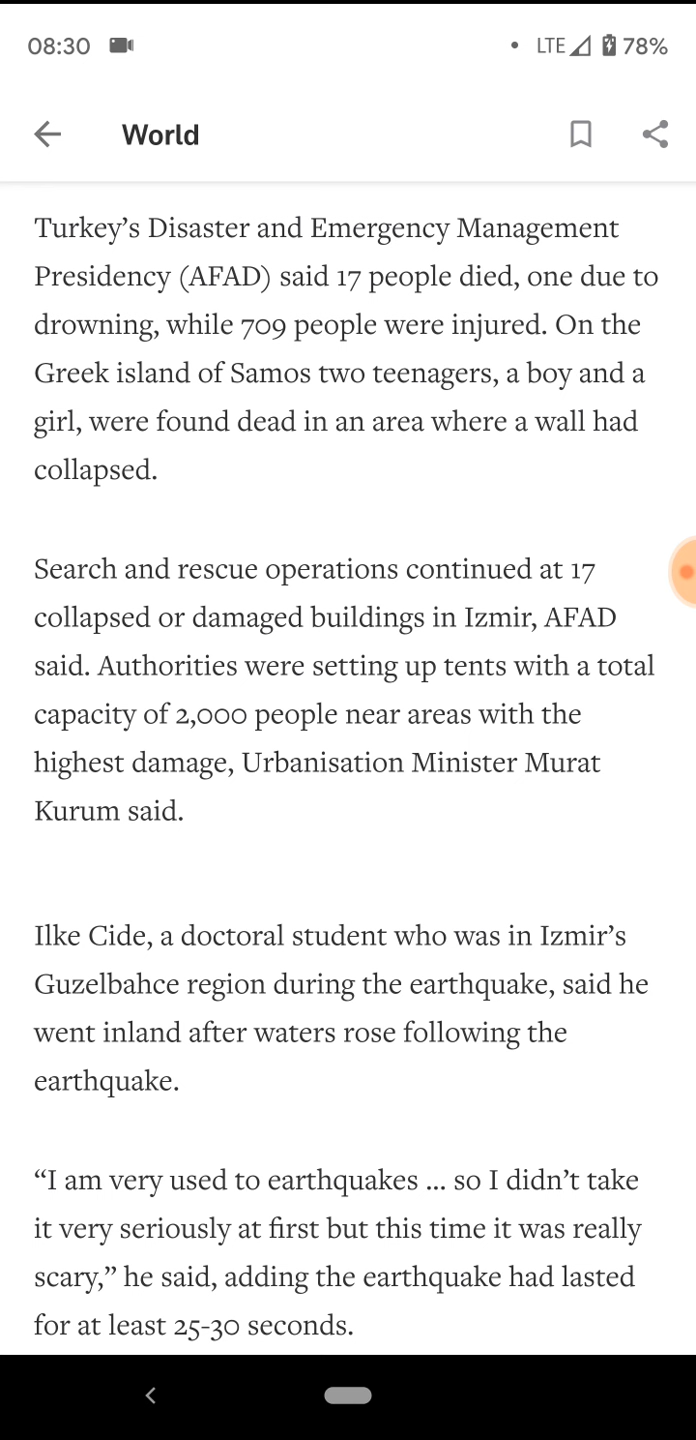 08:30
LTE 78%
World
Turkey’s Disaster and Emergency Management
Presidency (AFAD) said 17 people died, one due to
drowning, while 709 people were injured. On the
Greek island of Samos two teenagers, a boy and a
girl, were found dead in an area where a wall had
collapsed.
Search and rescue operations continued at 17
collapsed or damaged buildings in Izmir, AFAD
said. Authorities were setting up tents with a total
capacity of 2,000 people near areas with the
highest damage, Urbanisation Minister Murat
Kurum said.
Ilke Cide, a doctoral student who was in Izmir’s
Guzelbahce region during the earthquake, said he
went inland after waters rose following the
earthquake.
“I am very used to earthquakes ... so I didn’t take
it very seriously at first but this time it was really
scary,” he said, adding the earthquake had lasted
for at least 25-30 seconds.